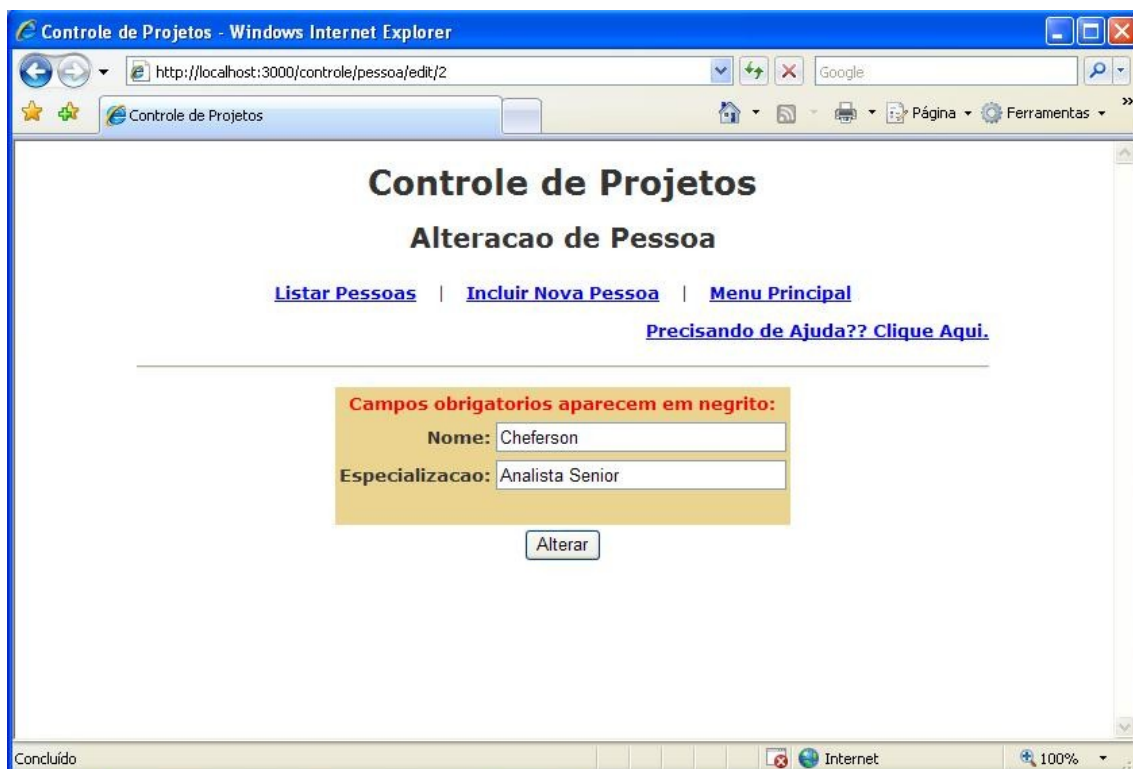 Controle de Projetos - Windows Internet Explorer
http://localhost:3000/controle/pessoa/edit/2
Google
Controle de Projetos
Página
Ferramentas
»
Controle de Projetos
Alteracao de Pessoa
Listar Pessoas | Incluir Nova Pessoa | Menu Principal
Precisando de Ajuda?? Clique Aqui.
Campos obrigatorios aparecem em negrito:
Nome: Cheferson
Especializacao: Analista Senior
Alterar
Concluído
Internet
100%